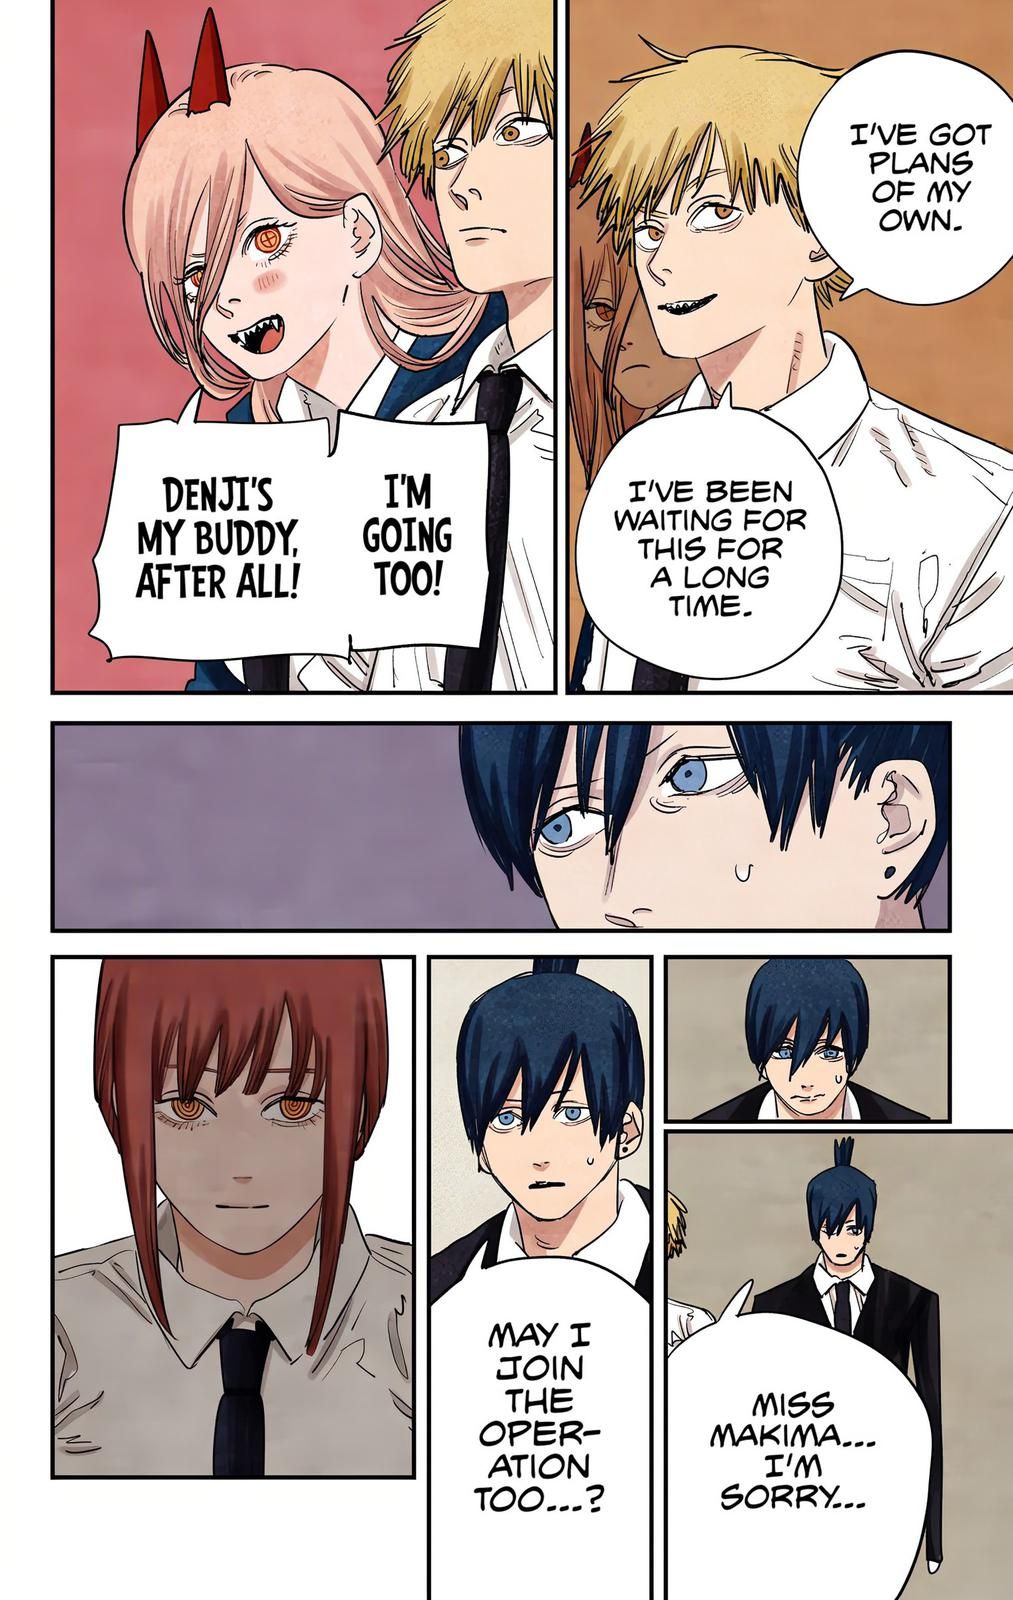 I'VE GOT
PLANS
OF MY
OWN.
I'VE BEEN
WAITING FOR
THIS FOR
A LONG
TIME.
I'M
GOING
TOO!
DENJI'S
MY BUDDY,
AFTER ALL!
MISS
MAKIMA...
I'M
SORRY...
MAY I
JOIN
THE
OPER-
ATION
TOO...?